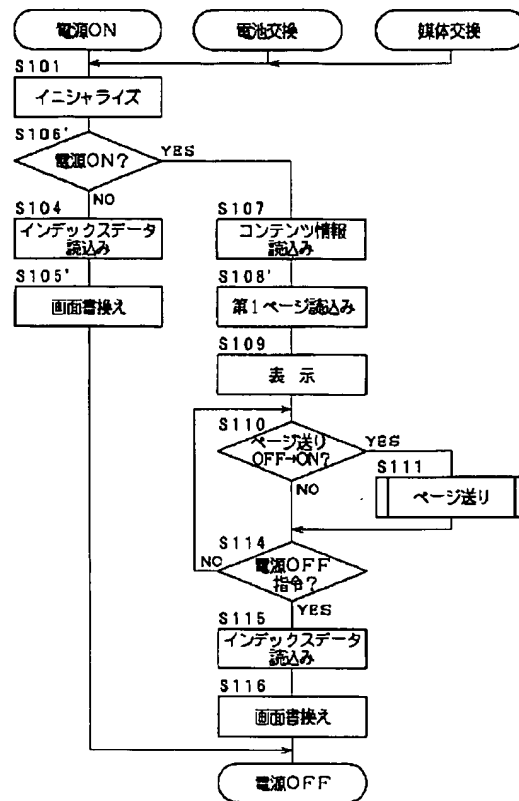 電源ON
電池交換
媒体交換
S101
イニシャライズ
S106'
電源ON?
YES
NO
S104
インデックスデータ
読込み
S105'
画面書換え
S107
コンテンツ情報
読込み
S108'
第1ページ読込み
S109
表 示
S110
ページ送り
OFF→ON?
YES
NO
S111
ページ送り
S114
電源OFF
指令?
NO
YES
S115
インデックスデータ
読込み
S116
画面書換え
電源OFF